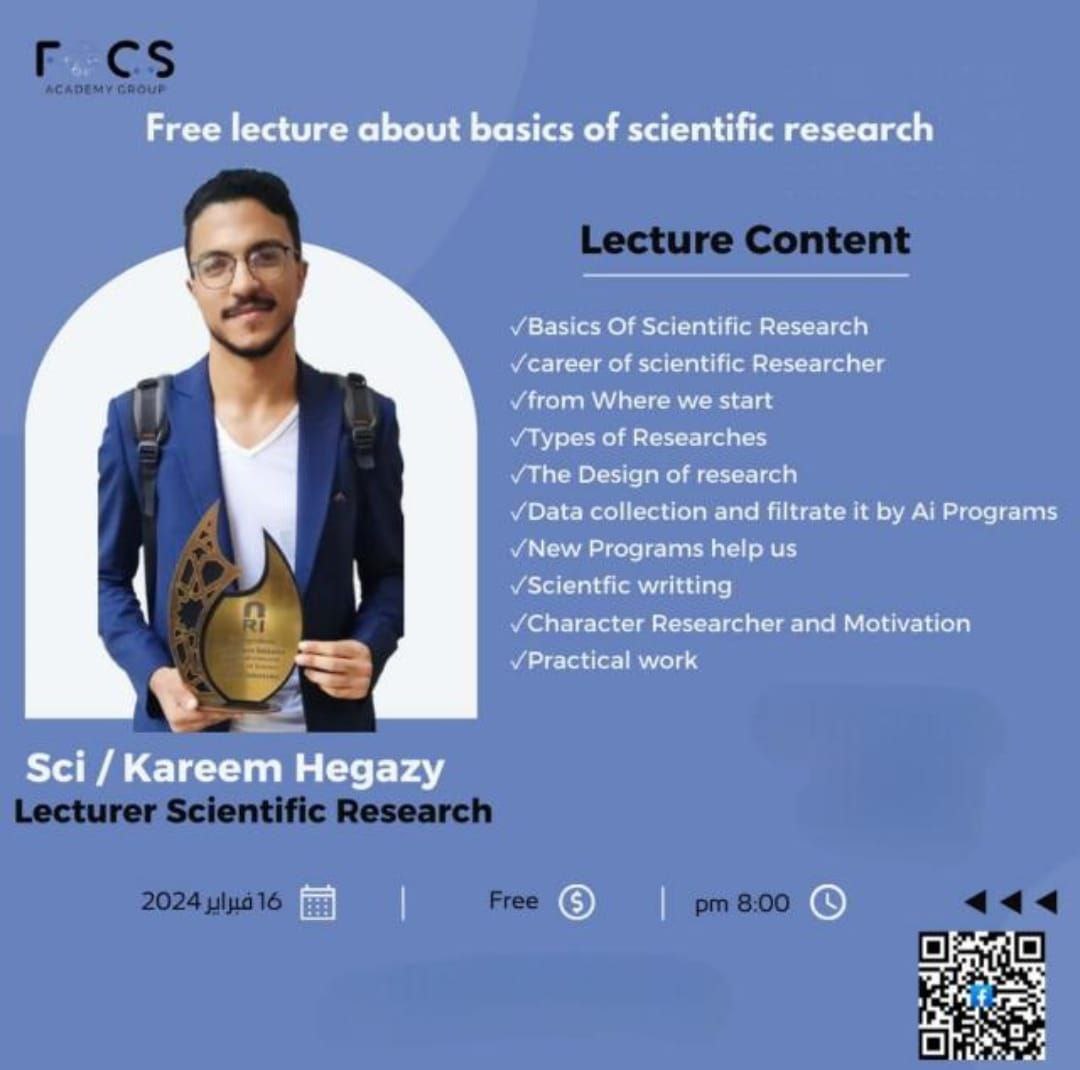 FOCS
ACADEMY GROUP
Free lecture about basics of scientific research
Lecture Content
✓Basics Of Scientific Research
✓career of scientific Researcher
✓from Where we start
✓Types of Researches
✓The Design of research
✓Data collection and filtrate it by Ai Programs
✓New Programs help us
✓Scientfic writting
✓Character Researcher and Motivation
✓Practical work
RI
Sci / Kareem Hegazy
Lecturer Scientific Research
16 فبراير 2024
Free
pm 8:00